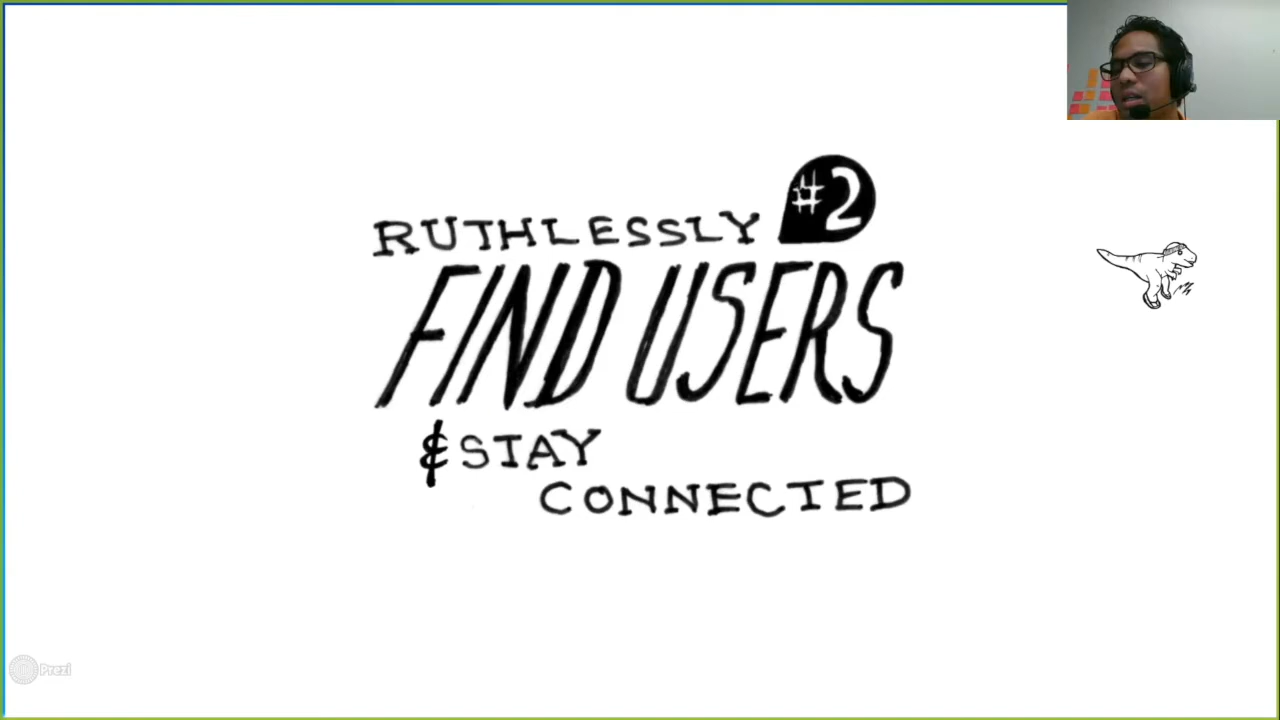 RUTHLESSLY #2
FIND USERS
& STAY
CONNECTED
Prezi